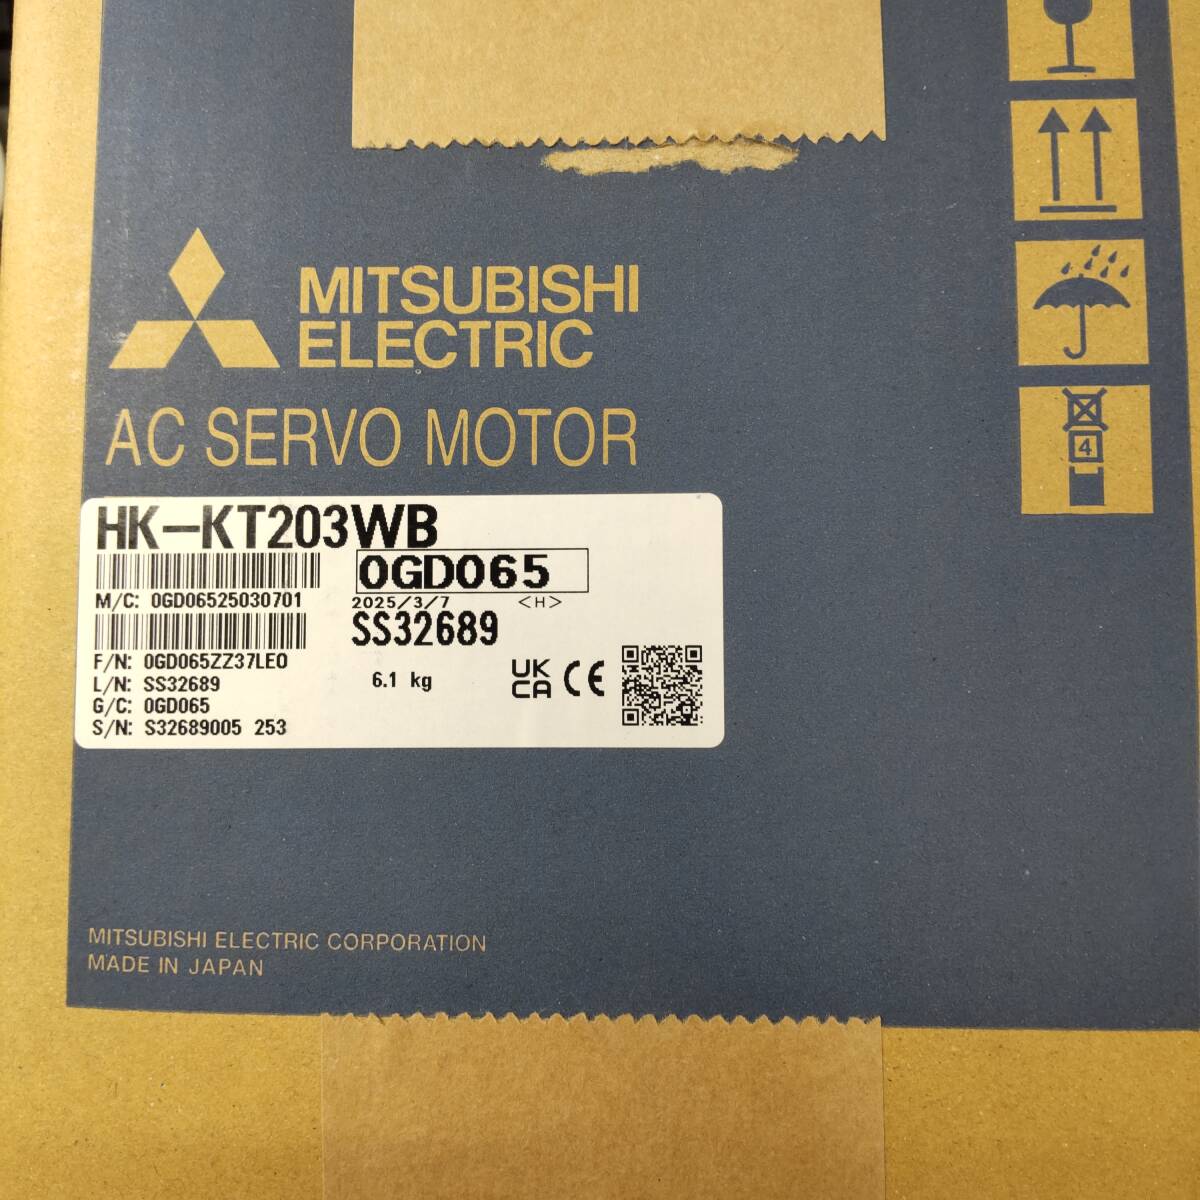 MITSUBISHI
ELECTRIC
AC SERVO MOTOR
HK-KT203WB
0GD065
M/C: 0GD06525030701
2025/3/7 <H>
SS32689
F/N: 0GD065ZZ37LE0
L/N: SS32689
6.1 kg
UK
CA CE
G/C: 0GD065
S/N: S32689005 253
4
MITSUBISHI ELECTRIC CORPORATION
MADE IN JAPAN